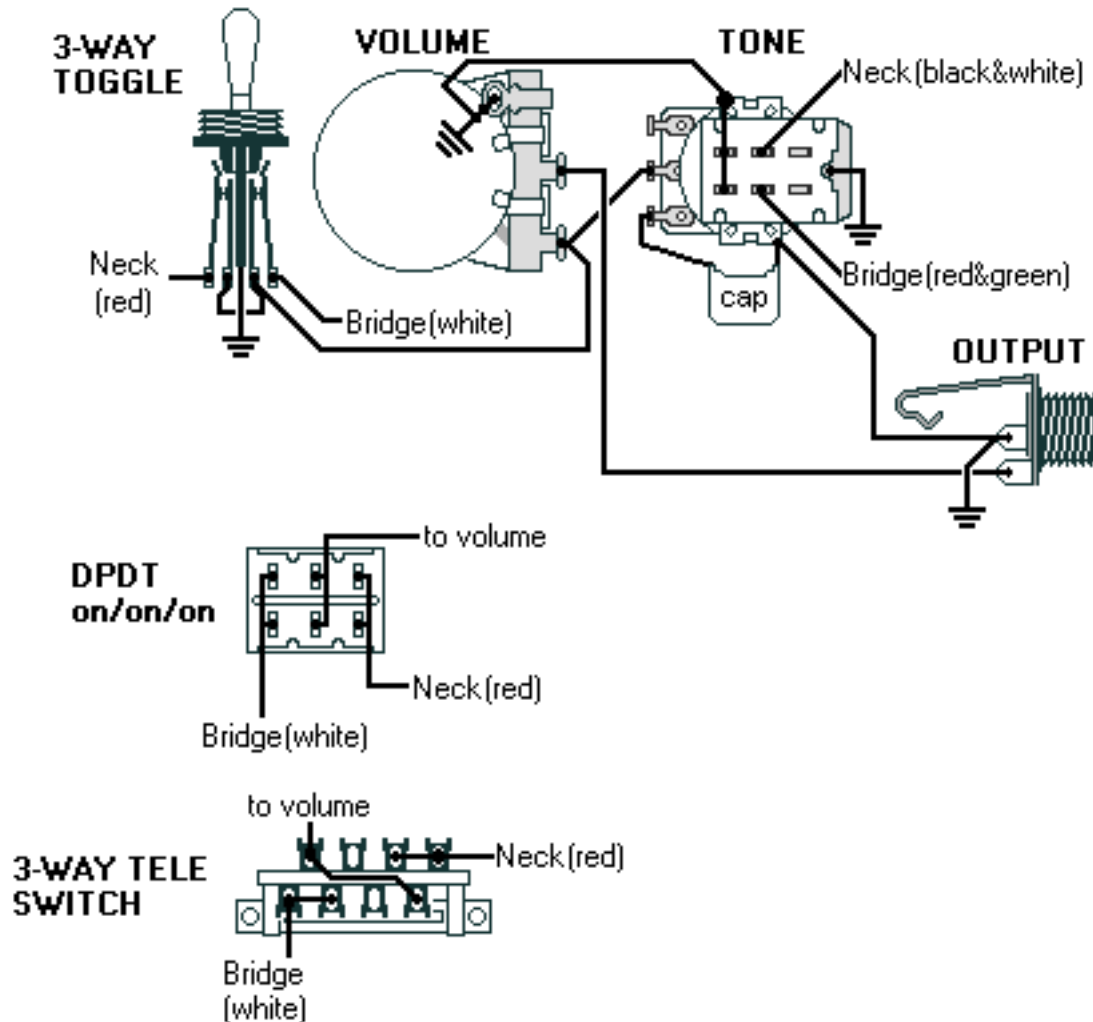 3-WAY
TOGGLE
VOLUME
TONE
Neck(black&white)
Neck
(red)
Bridge(white)
cap
Bridge(red&green)
OUTPUT
to volume
DPDT
on/on/on
Neck(red)
Bridge(white)
to volume
3-WAY TELE
SWITCH
Neck(red)
Bridge
(white)